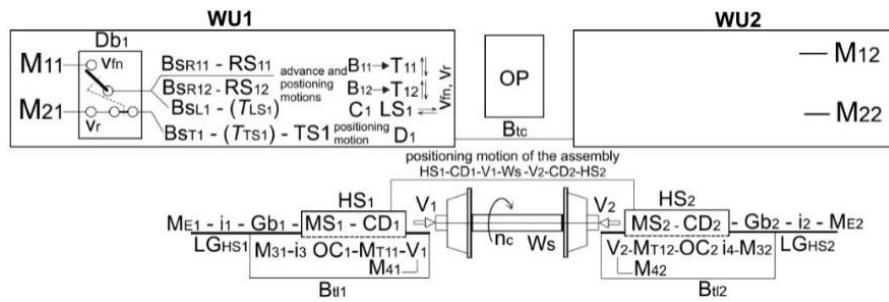 WU1
WU2
Db1
M11
Vfn
BSR11 - RS11
advance and
postioning
motions
B11→T11
BSR12 - RS12
B12→T12
Vfn, Vr
BSL1 - (TLS1)
C1 LS1
M21
Vr
BST1 - (TTS1) - TS1
positioning
motion
D1
OP
Btc
M12
M22
positioning motion of the assembly
HS1-CD1-V1-Ws-V2-CD2-HS2
HS1
HS2
V1
V2
ME1 - i1 - Gb1 - MS1 - CD1
MS2 - CD2 - Gb2 - i2 - ME2
LGHS1
LGHS2
nc
Ws
M31-i3 OC1-MT11-V1
V2-MT12-OC2 i4-M32
M41
M42
Btl1
Btl2